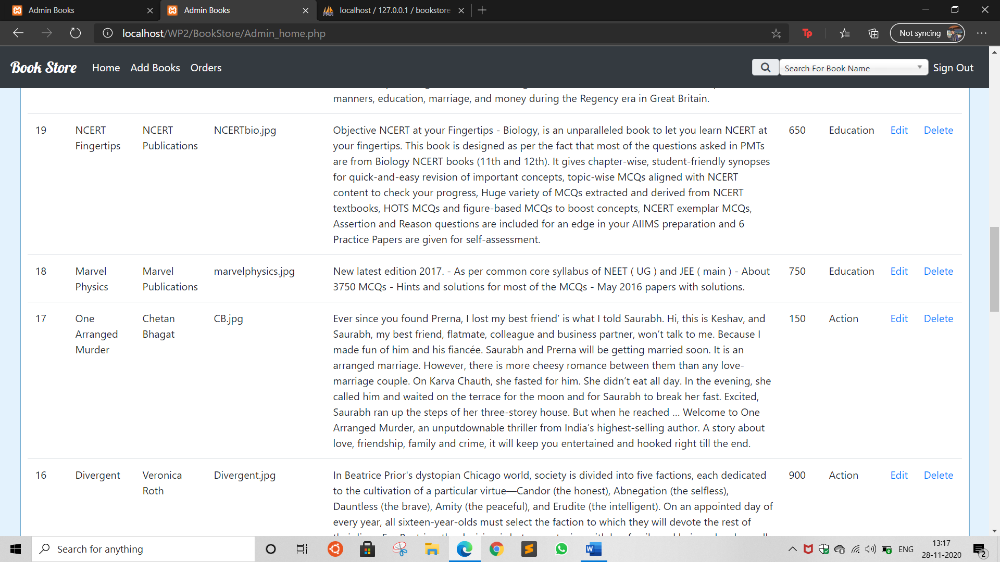 Admin Books
Admin Books
localhost / 127.0.0.1 / bookstore
localhost/WP2/BookStore/Admin_home.php
Not syncing
Book Store Home Add Books Orders
Search For Book Name
Sign Out
manners, education, marriage, and money during the Regency era in Great Britain.
19
NCERT
Fingertips
NCERT
Publications
NCERTbio.jpg
Objective NCERT at your Fingertips - Biology, is an unparalleled book to let you learn NCERT at
your fingertips. This book is designed as per the fact that most of the questions asked in PMTs
are from Biology NCERT books (11th and 12th). It gives chapter-wise, student-friendly synopses
for quick-and-easy revision of important concepts, topic-wise MCQs aligned with NCERT
content to check your progress, Huge variety of MCQs extracted and derived from NCERT
textbooks, HOTS MCQs and figure-based MCQs to boost concepts, NCERT exemplar MCQs,
Assertion and Reason questions are included for an edge in your AIIMS preparation and 6
Practice Papers are given for self-assessment.
650
Education
Edit
Delete
18
Marvel
Physics
Marvel
Publications
marvelphysics.jpg
New latest edition 2017. - As per common core syllabus of NEET ( UG ) and JEE ( main ) - About
3750 MCQs - Hints and solutions for most of the MCQs - May 2016 papers with solutions.
750
Education
Edit
Delete
17
One
Arranged
Murder
Chetan
Bhagat
CB.jpg
Ever since you found Prerna, I lost my best friend’ is what I told Saurabh. Hi, this is Keshav, and
Saurabh, my best friend, flatmate, colleague and business partner, won’t talk to me. Because I
made fun of him and his fiancée. Saurabh and Prerna will be getting married soon. It is an
arranged marriage. However, there is more cheesy romance between them than any love-
marriage couple. On Karva Chauth, she fasted for him. She didn’t eat all day. In the evening, she
called him and waited on the terrace for the moon and for Saurabh to break her fast. Excited,
Saurabh ran up the steps of her three-storey house. But when he reached ... Welcome to One
Arranged Murder, an unputdownable thriller from India’s highest-selling author. A story about
love, friendship, family and crime, it will keep you entertained and hooked right till the end.
150
Action
Edit
Delete
16
Divergent
Veronica
Roth
Divergent.jpg
In Beatrice Prior's dystopian Chicago world, society is divided into five factions, each dedicated
to the cultivation of a particular virtue—Candor (the honest), Abnegation (the selfless),
Dauntless (the brave), Amity (the peaceful), and Erudite (the intelligent). On an appointed day of
every year, all sixteen-year-olds must select the faction to which they will devote the rest of
900
Action
Edit
Delete
Search for anything
ENG
13:17
28-11-2020
2